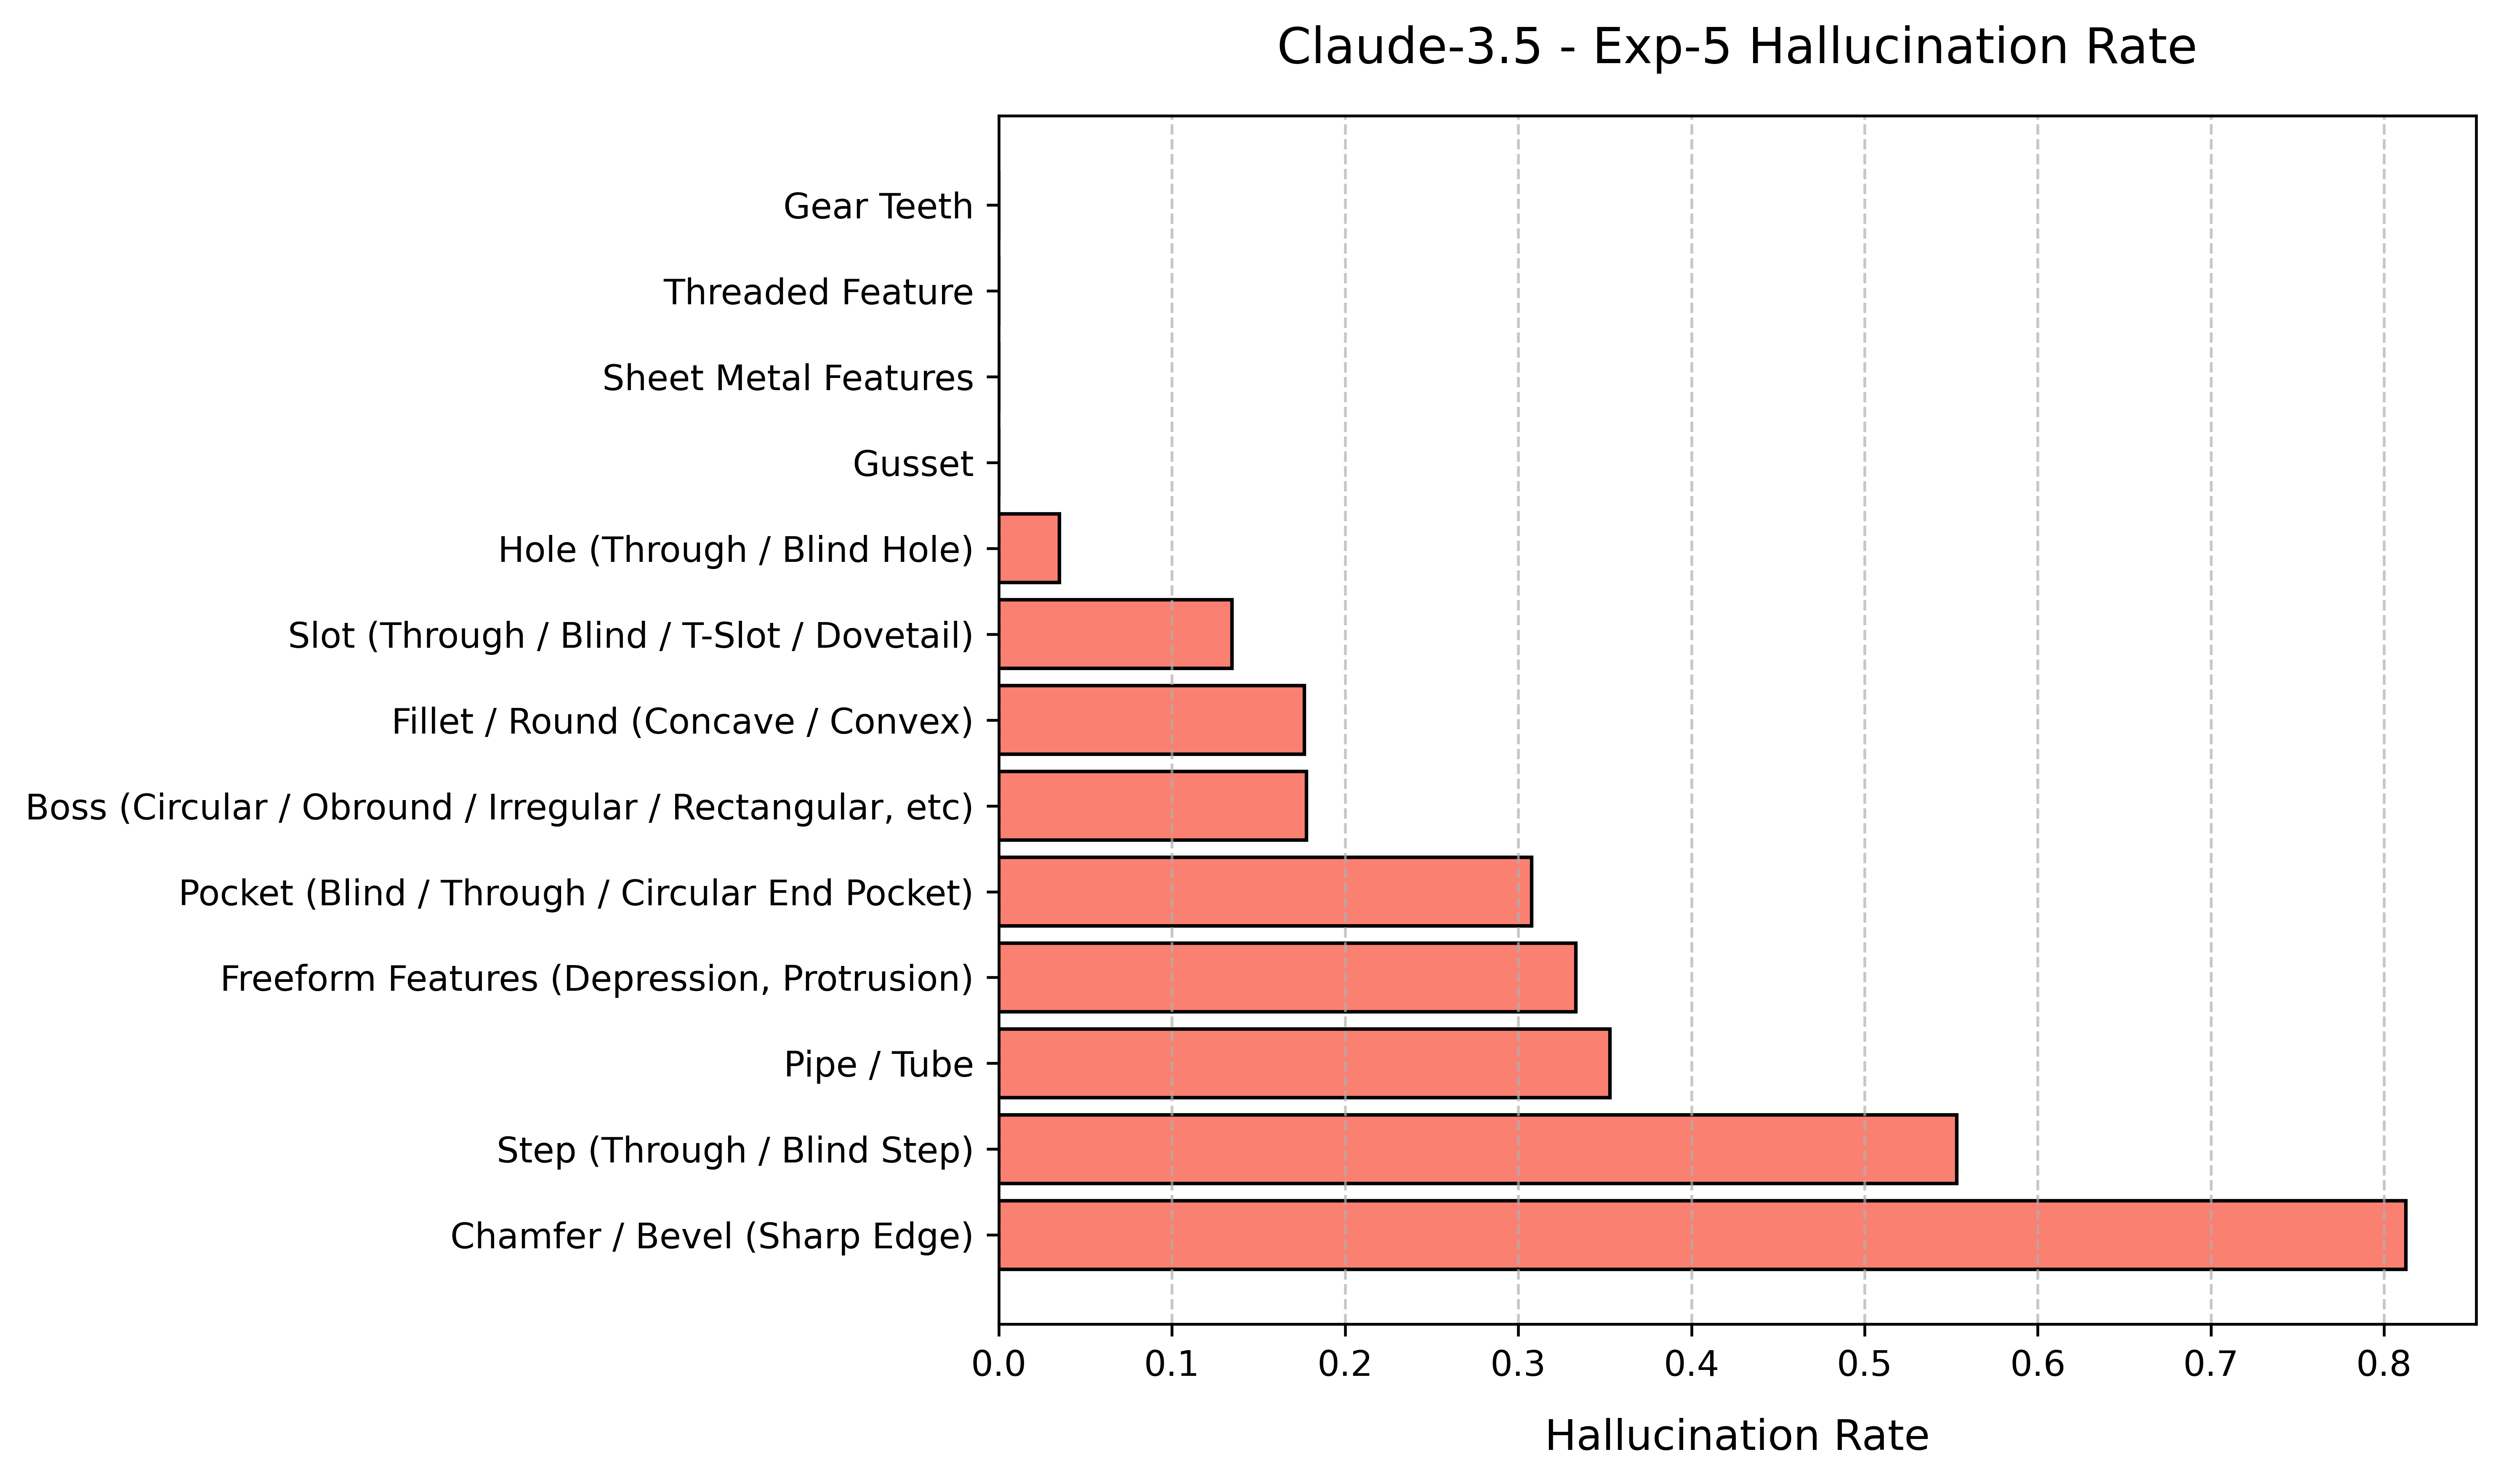 Claude-3.5 - Exp-5 Hallucination Rate
Gear Teeth
Threaded Feature
Sheet Metal Features
Gusset
Hole (Through / Blind Hole)
Slot (Through / Blind / T-Slot / Dovetail)
Fillet / Round (Concave / Convex)
Boss (Circular / Obround / Irregular / Rectangular, etc)
Pocket (Blind / Through / Circular End Pocket)
Freeform Features (Depression, Protrusion)
Pipe / Tube
Step (Through / Blind Step)
Chamfer / Bevel (Sharp Edge)
0.0 0.1 0.2 0.3 0.4 0.5 0.6 0.7 0.8
Hallucination Rate